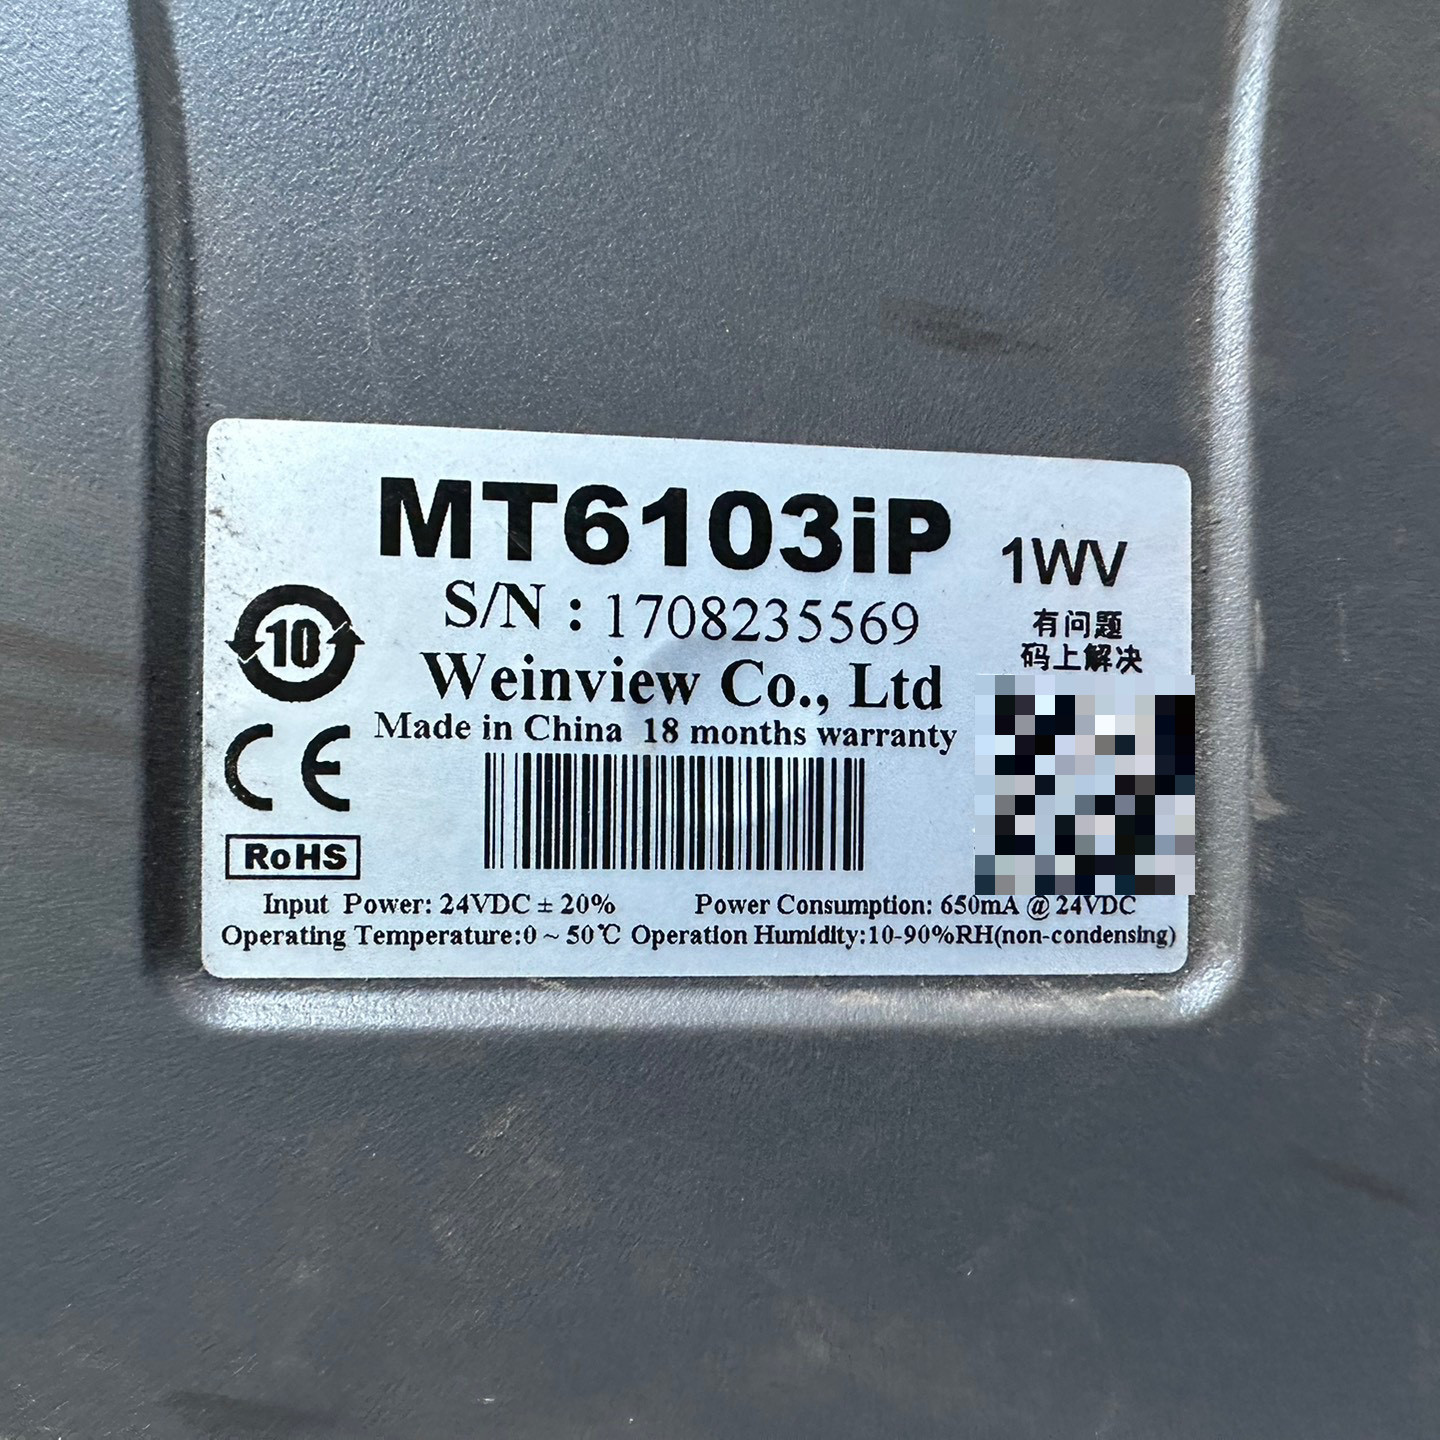 MT6103iP 1WV
S/N : 1708235569
有问题
码上解决
10
Weinview Co., Ltd
Made in China 18 months warranty
CE
RoHS
Input Power: 24VDC ± 20% Power Consumption: 650mA @ 24VDC
Operating Temperature:0 ~ 50℃ Operation Humidity:10-90%RH(non-condensing)